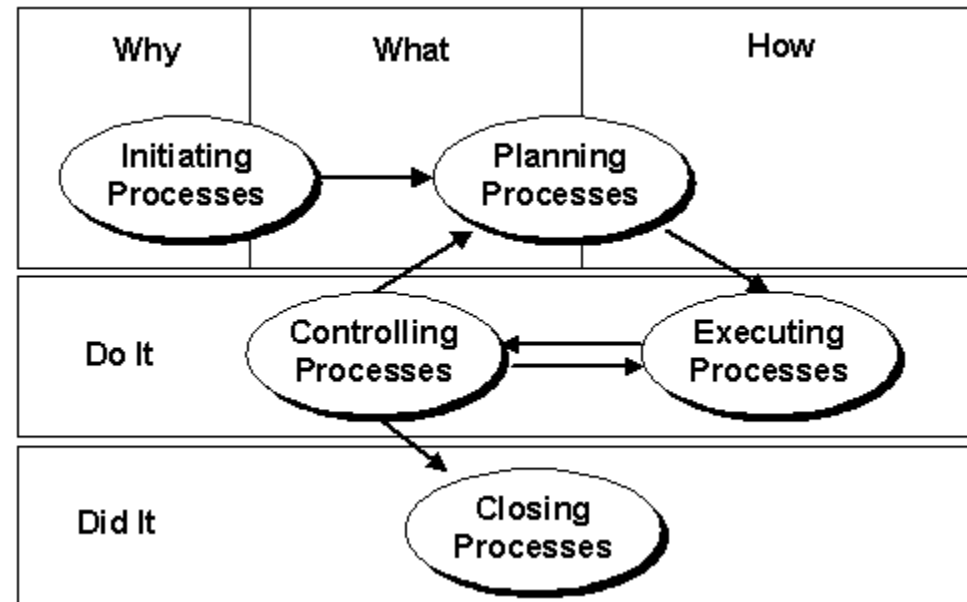 Why
What
How
Initiating
Processes
Planning
Processes
Do It
Controlling
Processes
Executing
Processes
Did It
Closing
Processes